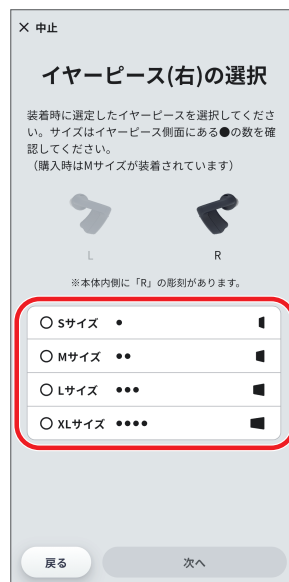 × 中止
イヤーピース(右)の選択
装着時に選定したイヤーピースを選択してくださ
い。サイズはイヤーピース側面にある●の数を確
認してください。
（購入時はMサイズが装着されています）
L
R
※本体内側に「R」の彫刻があります。
Sサイズ ●
Mサイズ ●●
Lサイズ ●●●
XLサイズ ●●●●
戻る
次へ